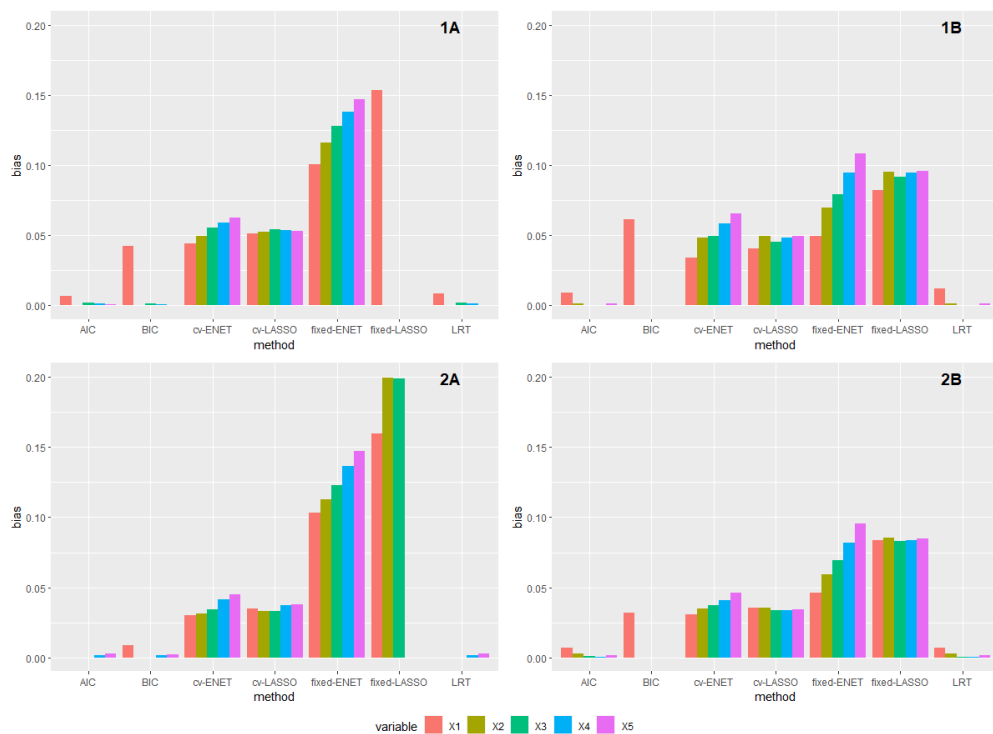 1A
bias
0.20
0.15
0.10
0.05
0.00
AIC BIC cv-ENET cv-LASSO fixed-ENET fixed-LASSO LRT
method
1B
bias
0.20
0.15
0.10
0.05
0.00
AIC BIC cv-ENET cv-LASSO fixed-ENET fixed-LASSO LRT
method
2A
bias
0.20
0.15
0.10
0.05
0.00
AIC BIC cv-ENET cv-LASSO fixed-ENET fixed-LASSO LRT
method
2B
bias
0.20
0.15
0.10
0.05
0.00
AIC BIC cv-ENET cv-LASSO fixed-ENET fixed-LASSO LRT
method
variable X1 X2 X3 X4 X5